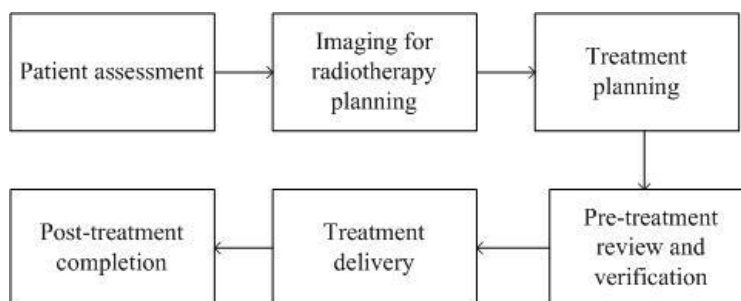 Patient assessment
Imaging for
radiotherapy
planning
Treatment
planning
Pre-treatment
review and
verification
Treatment
delivery
Post-treatment
completion